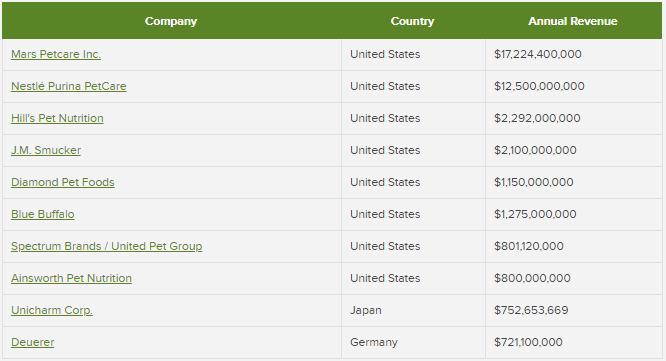 Company Country Annual Revenue
Mars Petcare Inc. United States $17,224,400,000
Nestlé Purina PetCare United States $12,500,000,000
Hill's Pet Nutrition United States $2,292,000,000
J.M. Smucker United States $2,100,000,000
Diamond Pet Foods United States $1,150,000,000
Blue Buffalo United States $1,275,000,000
Spectrum Brands / United Pet Group United States $801,120,000
Ainsworth Pet Nutrition United States $800,000,000
Unicharm Corp. Japan $752,653,669
Deuerer Germany $721,100,000